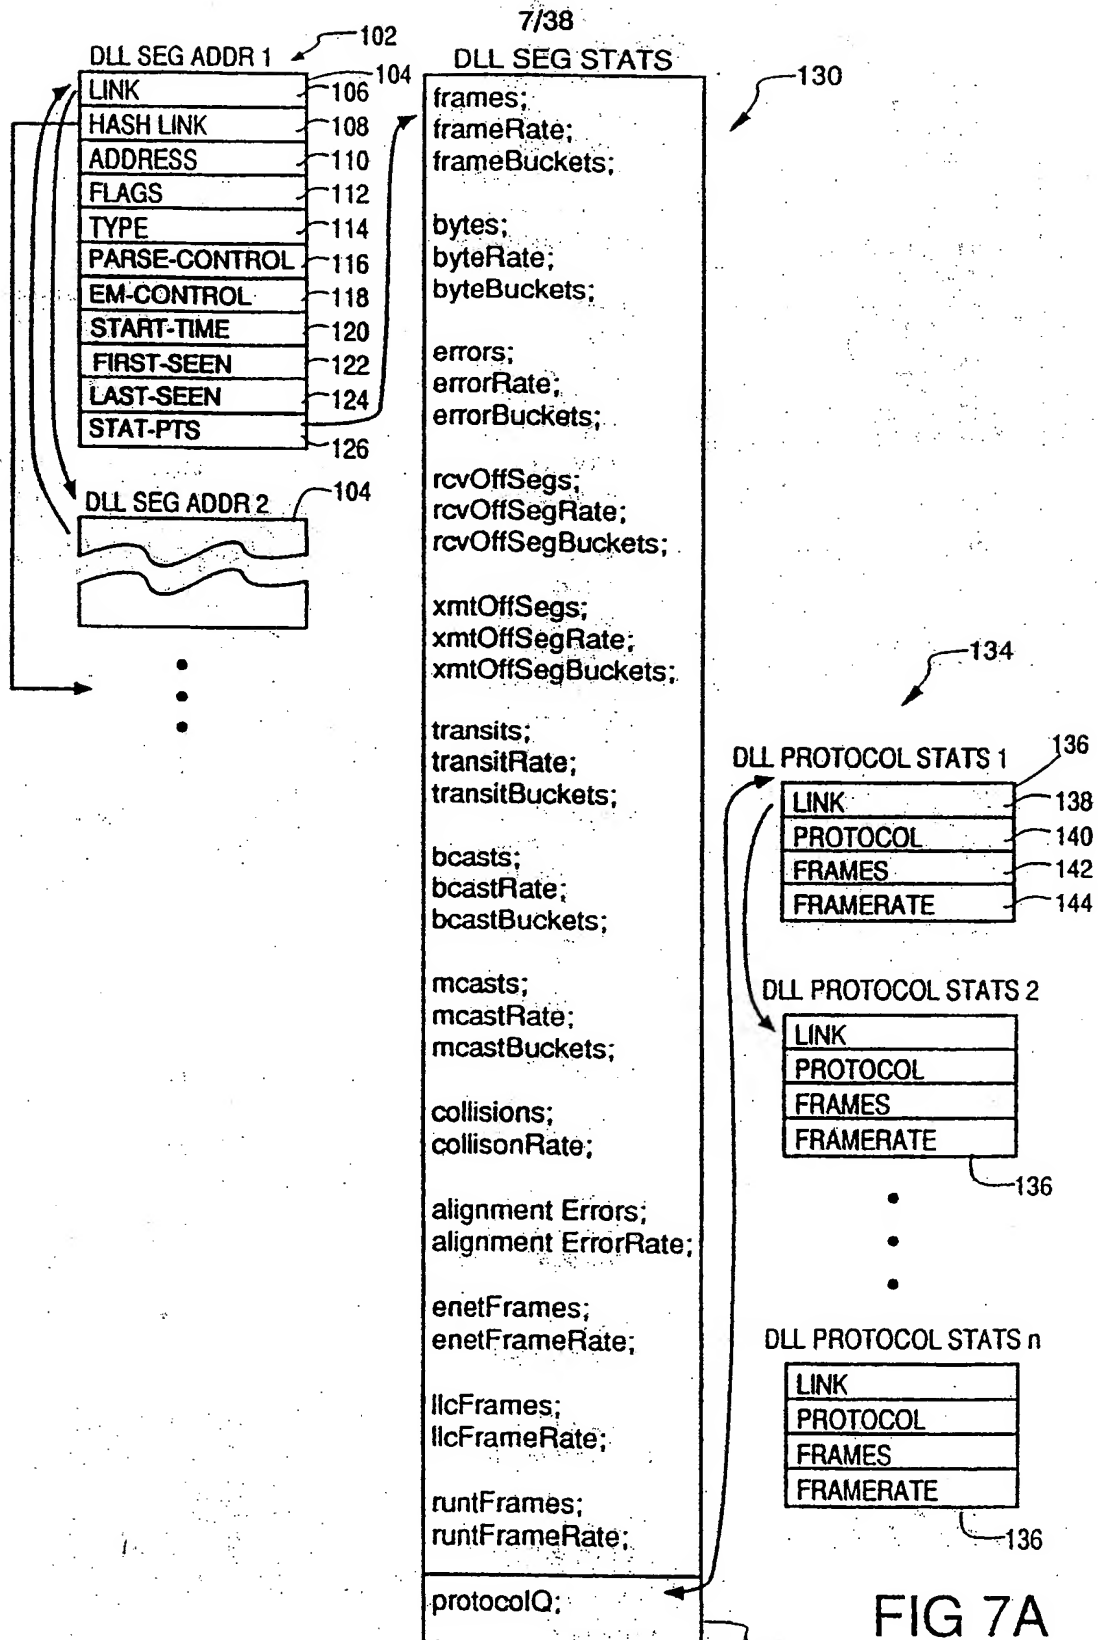 7/38
DLL SEG ADDR 1
102
104
LINK
106
HASH LINK
108
ADDRESS
110
FLAGS
112
TYPE
114
PARSE-CONTROL
116
EM-CONTROL
118
START-TIME
120
FIRST-SEEN
122
LAST-SEEN
124
STAT-PTS
126
DLL SEG ADDR 2
104
DLL SEG STATS
130
frames;
frameRate;
frameBuckets;
bytes;
byteRate;
byteBuckets;
errors;
errorRate;
errorBuckets;
rcvOffSegs;
rcvOffSegRate;
rcvOffSegBuckets;
xmtOffSegs;
xmtOffSegRate;
xmtOffSegBuckets;
transits;
transitRate;
transitBuckets;
bcasts;
bcastRate;
bcastBuckets;
mcasts;
mcastRate;
mcastBuckets;
collisions;
collisonRate;
alignment Errors;
alignment ErrorRate;
enetFrames;
enetFrameRate;
llcFrames;
llcFrameRate;
runtFrames;
runtFrameRate;
protocolQ;
134
DLL PROTOCOL STATS 1
136
LINK
138
PROTOCOL
140
FRAMES
142
FRAMERATE
144
DLL PROTOCOL STATS 2
LINK
PROTOCOL
FRAMES
FRAMERATE
136
DLL PROTOCOL STATS n
LINK
PROTOCOL
FRAMES
FRAMERATE
136
FIG 7A